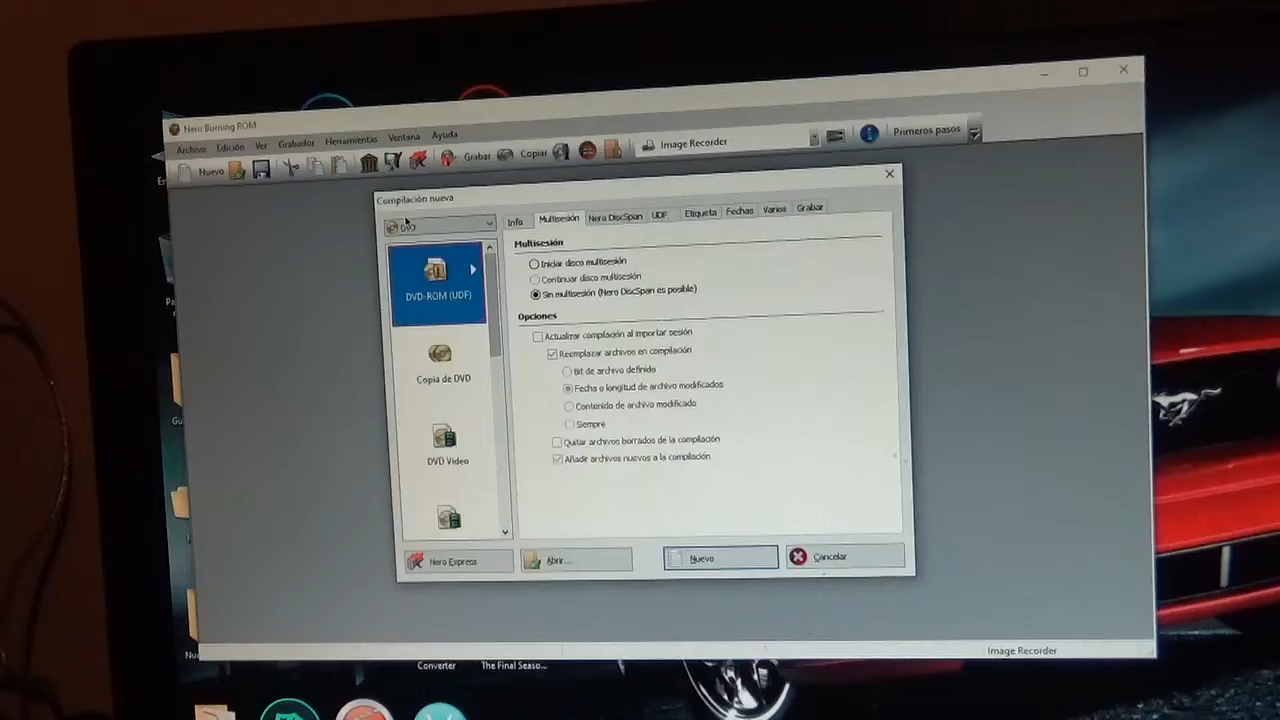 Nero Burning ROM
Archivo Edición Ver Grabador Herramientas Ventana Ayuda
Nuevo Grabar Copiar Image Recorder Primeros pasos
Compilación nueva
DVD
Info Multisesión Nero DiscSpan UDF Etiqueta Fechas Varios Grabar
Multisesión
Iniciar disco multisesión
Continuar disco multisesión
Sin multisesión (Nero DiscSpan es posible)
DVD-ROM (UDF)
Opciones
Actualizar compilación al importar sesión
Reemplazar archivos en compilación
Bit de archivo definido
Copia de DVD
Fecha o longitud de archivo modificados
Contenido de archivo modificado
Siempre
Quitar archivos borrados de la compilación
DVD Vídeo
Añadir archivos nuevos a la compilación
Nero Express Abrir... Nuevo Cancelar
Image Recorder
Converter The Final Seaso...